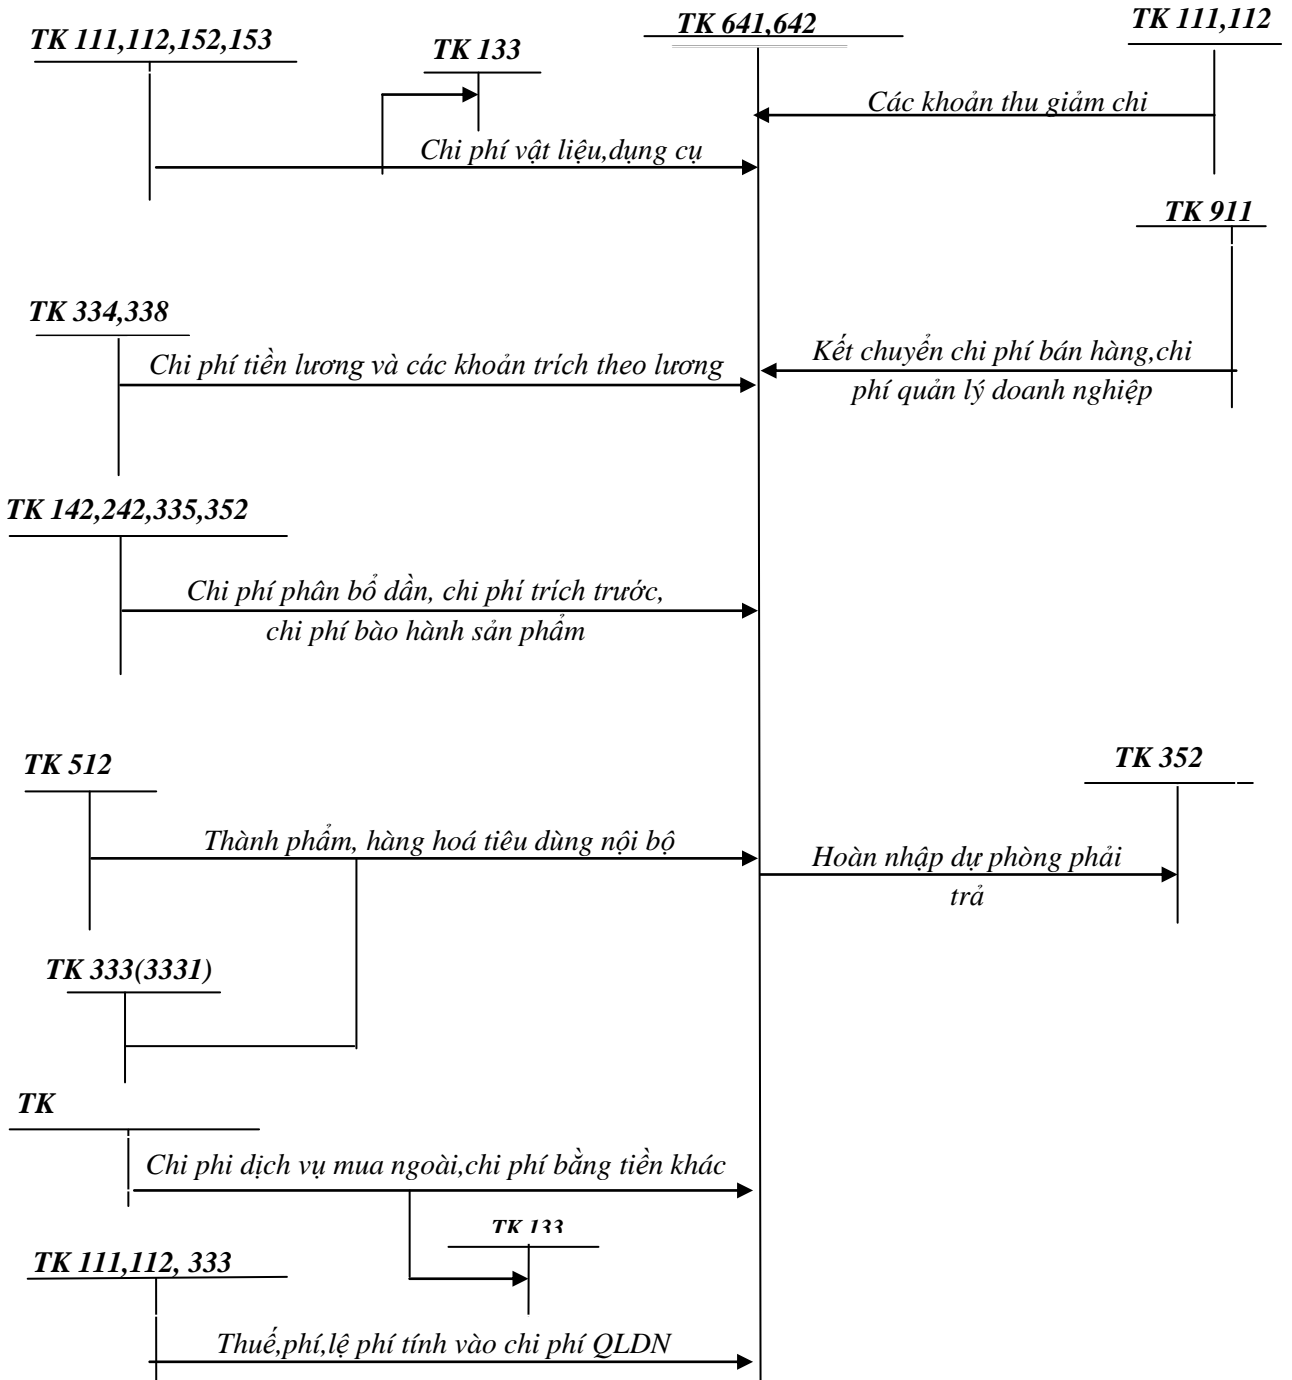 TK 641,642
TK 111,112
TK 111,112,152,153
TK 133
Các khoản thu giảm chi
Chi phí vật liệu,dụng cụ
TK 911
TK 334,338
Kết chuyển chi phí bán hàng,chi
phí quản lý doanh nghiệp
Chi phí tiền lương và các khoản trích theo lương
TK 142,242,335,352
Chi phí phân bổ dần, chi phí trích trước,
chi phí bào hành sản phẩm
TK 512
TK 352
Thành phẩm, hàng hoá tiêu dùng nội bộ
Hoàn nhập dự phòng phải
trả
TK 333(3331)
TK
Chi phi dịch vụ mua ngoài,chi phí bằng tiền khác
TK 133
TK 111,112, 333
Thuế,phí,lệ phí tính vào chi phí QLDN